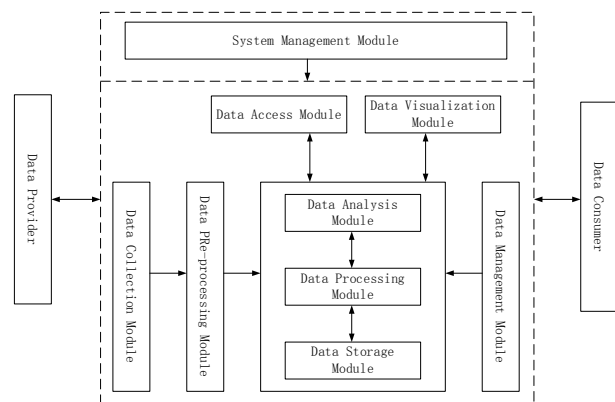 System Management Module
Data Access Module
Data Visualization
Module
Data Provider
Data Collection Module
Data PRe-processing Module
Data Analysis
Module
Data Processing
Module
Data Storage
Module
Data Management Module
Data Consumer